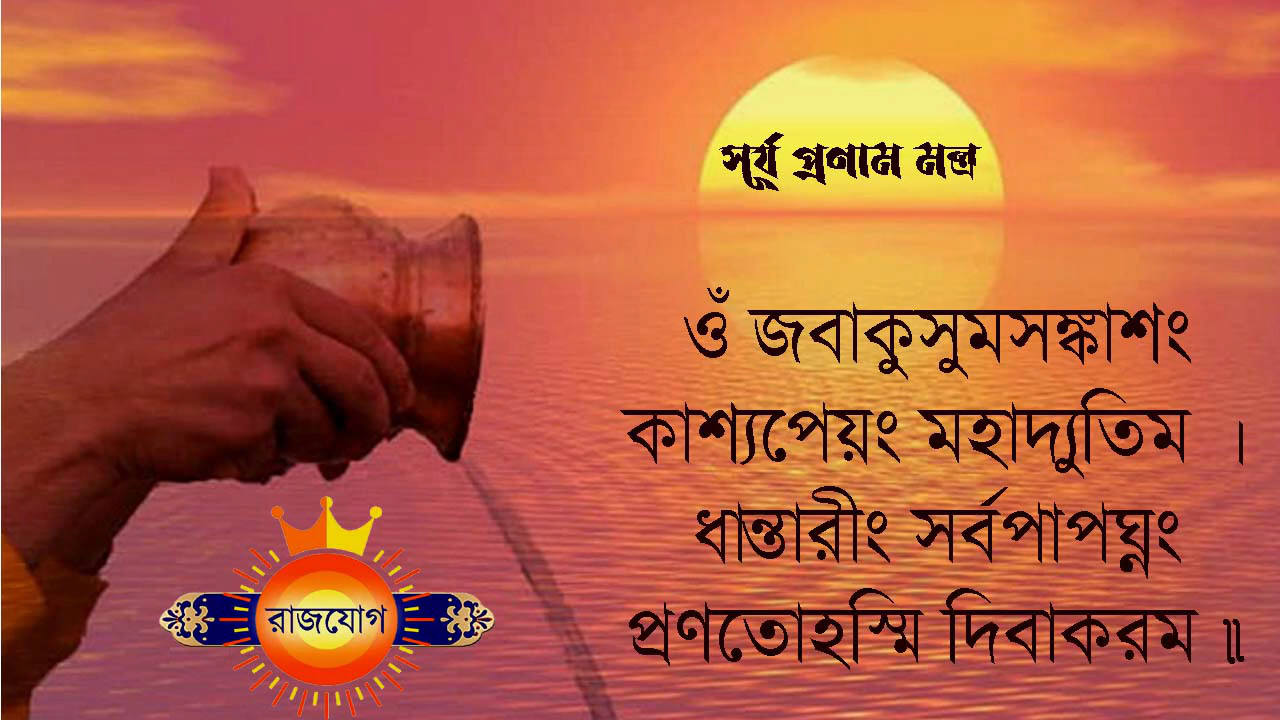 সূর্য প্রণাম মন্ত্র
ওঁ জবাকুসুমসঙ্কাশং
কাশ্যপেয়ং মহাদ্যুতিম ।
ধান্তারীং সর্বপাপঘ্নং
প্রণতোহস্মি দিবাকরম ॥
রাজযোগ